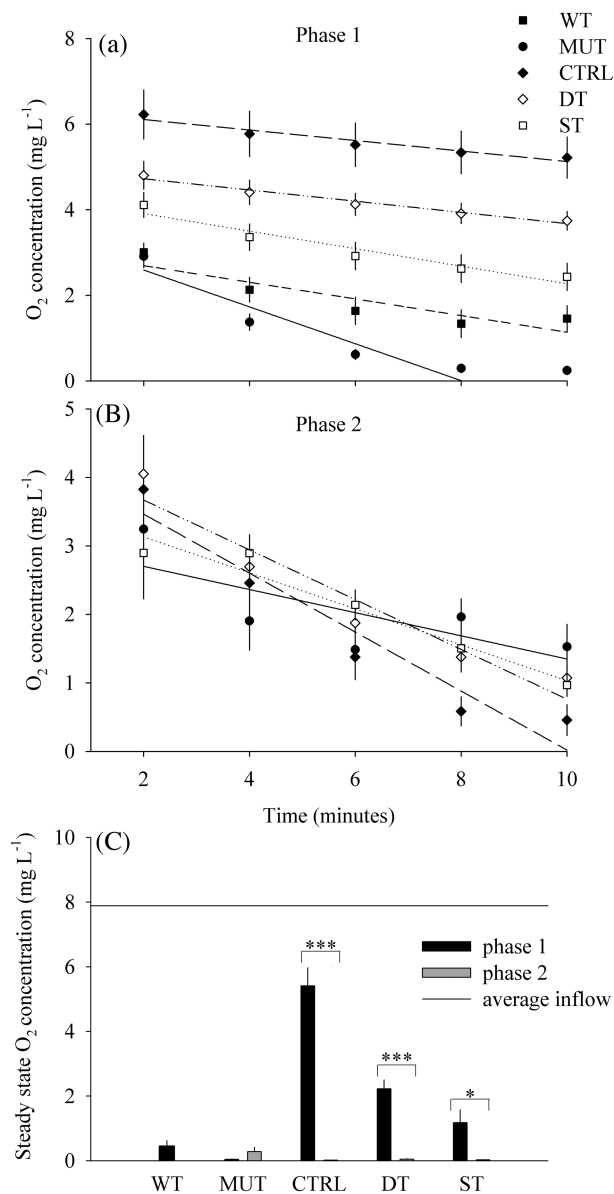 (a)
Phase 1
WT
MUT
CTRL
DT
ST
8
6
4
2
0
O2 concentration (mg L-1)
(B)
Phase 2
5
4
3
2
1
0
O2 concentration (mg L-1)
2
4
6
8
10
Time (minutes)
(C)
10
8
6
4
2
0
Steady state O2 concentration (mg L-1)
phase 1
phase 2
average inflow
***
***
*
WT
MUT
CTRL
DT
ST